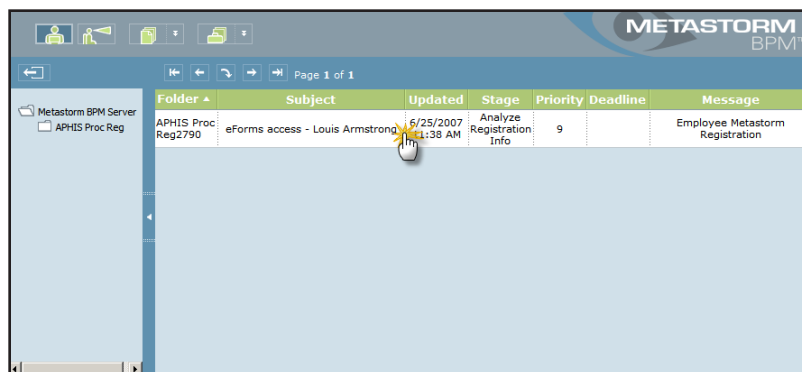 METASTORM
BPM
Page 1 of 1
Metastorm BPM Server
APHIS Proc Reg
Folder Subject Updated Stage Priority Deadline Message
APHIS Proc Reg2790
eForms access - Louis Armstrong
6/25/2007
:38 AM
Analyze
Registration
Info
9
Employee Metastorm
Registration